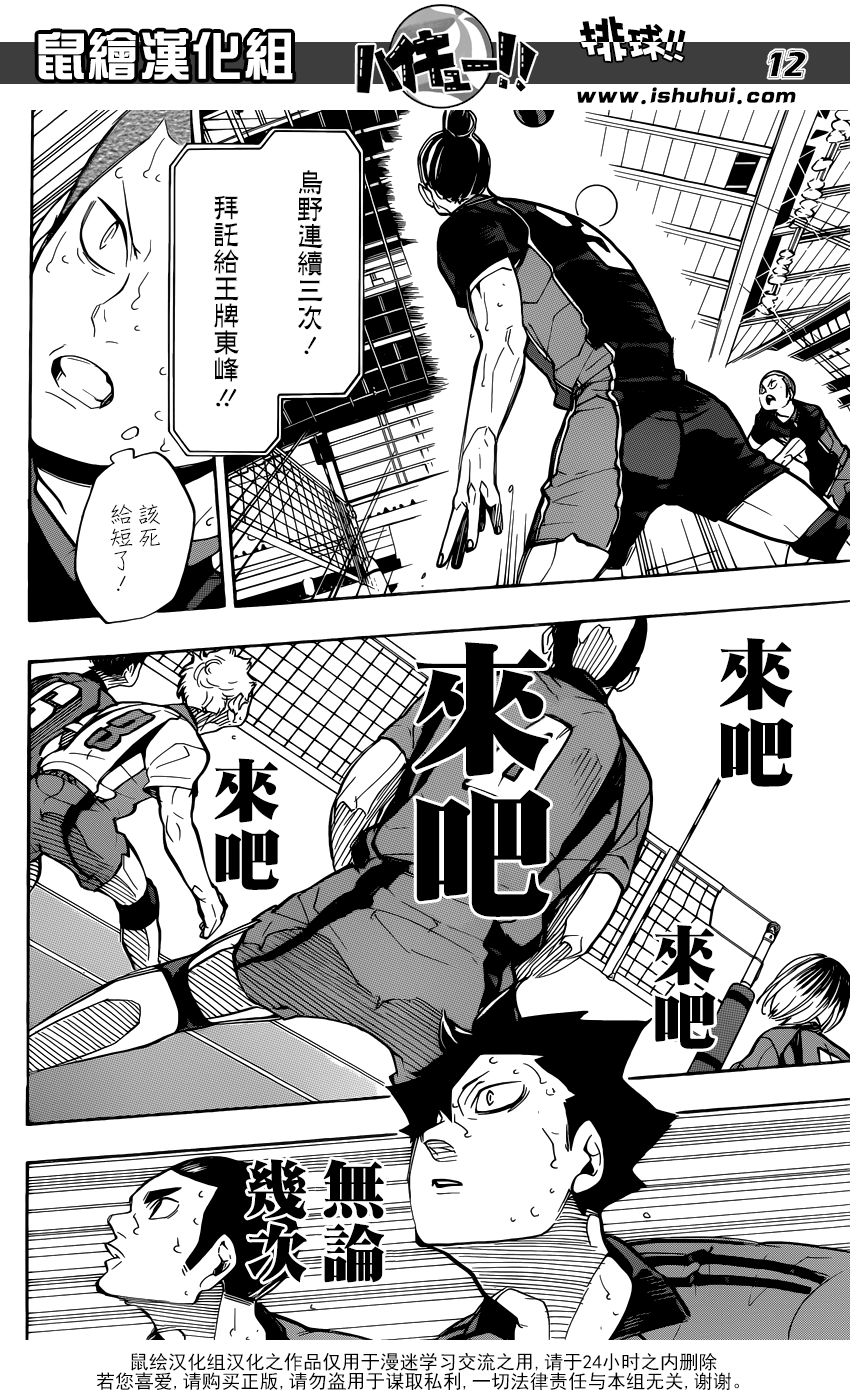 鼠繪漢化組
ハイキュー!!
排球!!
12
www.ishuhui.com
烏野連續三次！
拜託給王牌東峰！！
該死
給短了！
來吧
來吧
來吧
來吧
無論
幾次
鼠绘汉化组汉化之作品仅用于漫迷学习交流之用, 请于24小时之内删除
若您喜爱, 请购买正版, 请勿盗用于谋取私利, 一切法律责任与本组无关, 谢谢。